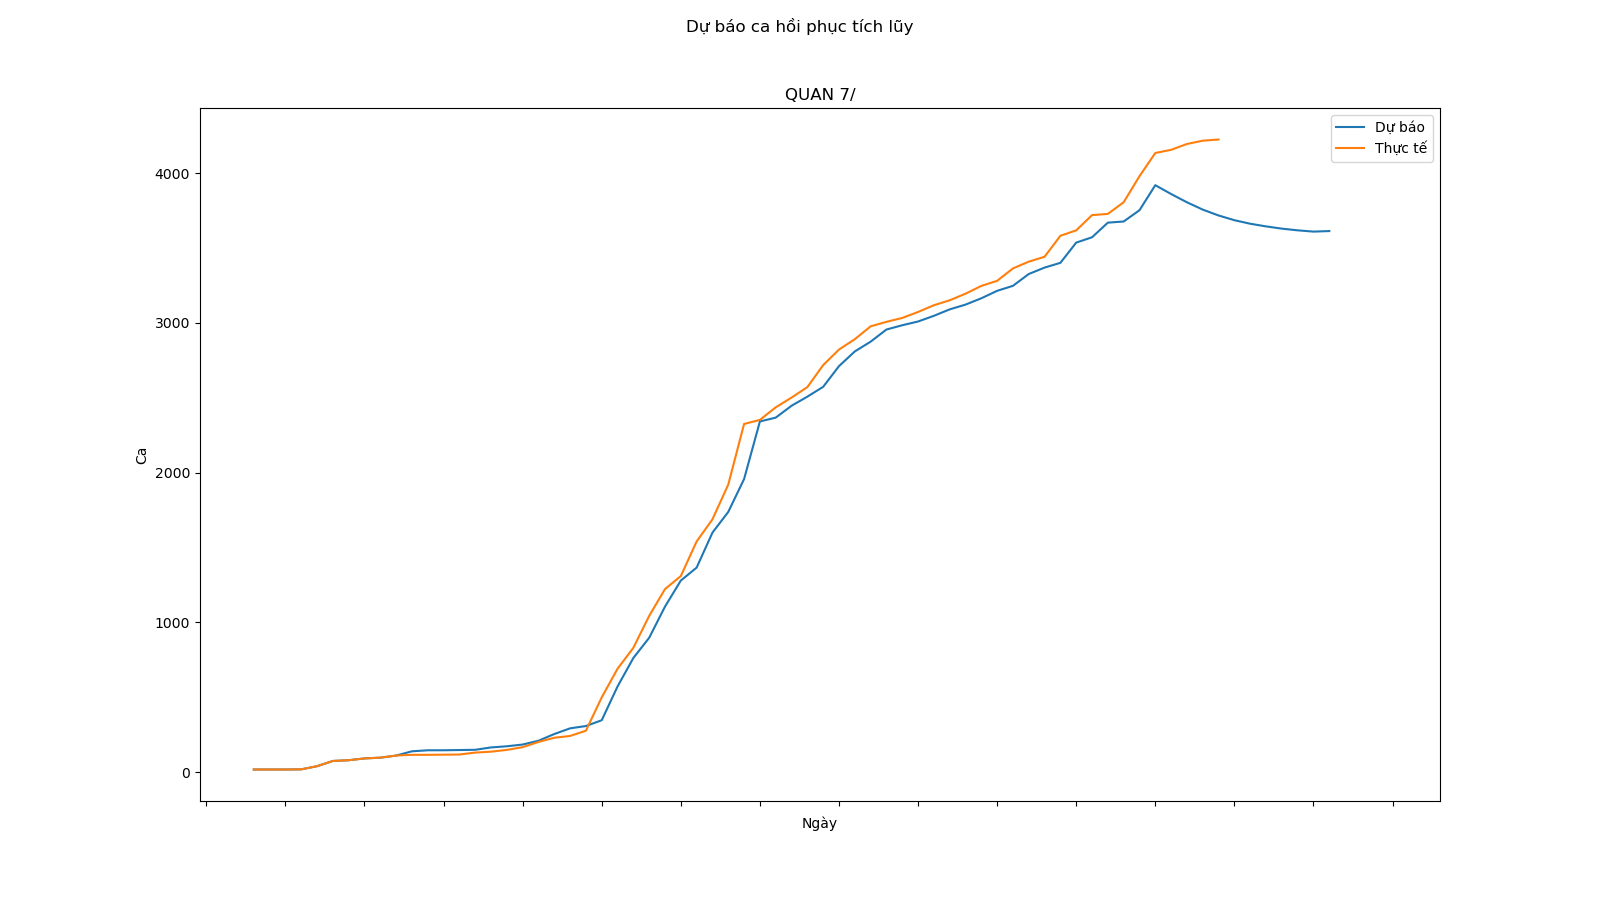 Dự báo ca hồi phục tích lũy
QUAN 7/
Dự báo
Thực tế
4000
3000
2000
1000
0
Ca
Ngày